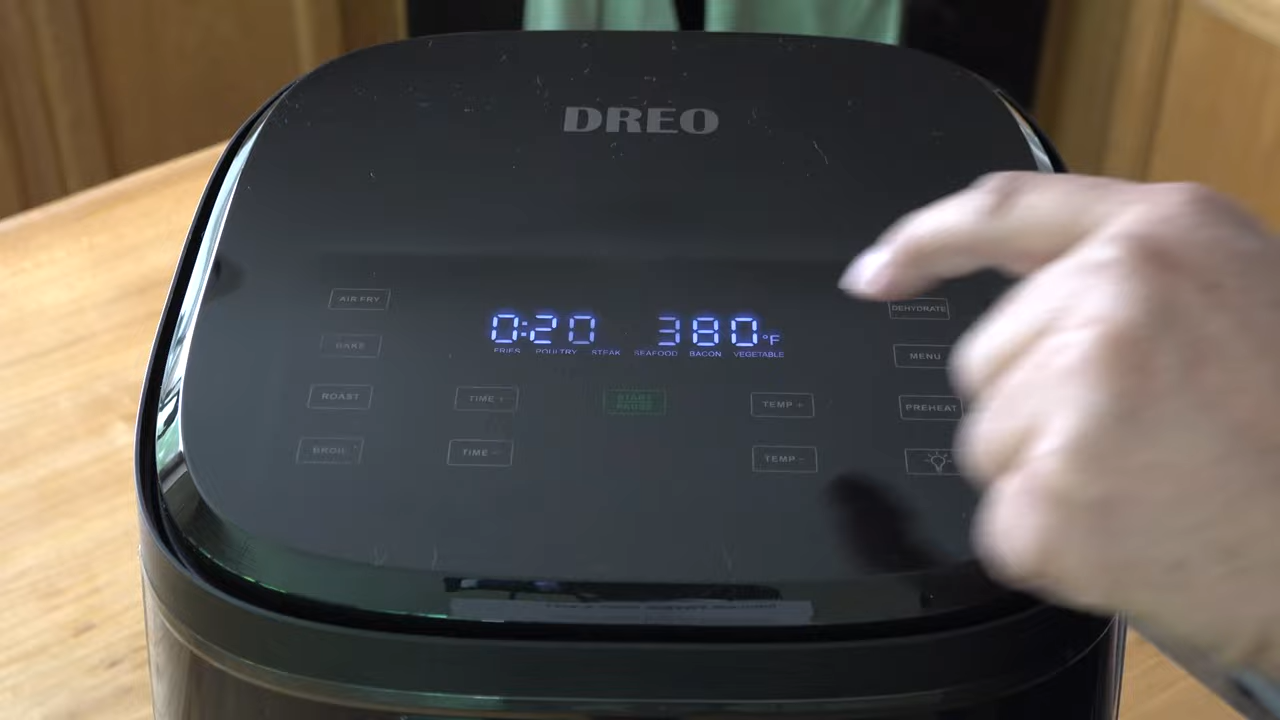 DREO
AIR FRY
DEHYDRATE
0:20 380°F
FRIES POULTRY STEAK SEAFOOD BACON VEGETABLE
BAKE
MENU
ROAST
TIME +
START
PAUSE
TEMP +
PREHEAT
BROIL
TIME -
TEMP -